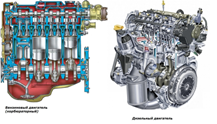 Бензиновый двигатель
(карбюраторный)
Дизельный двигатель